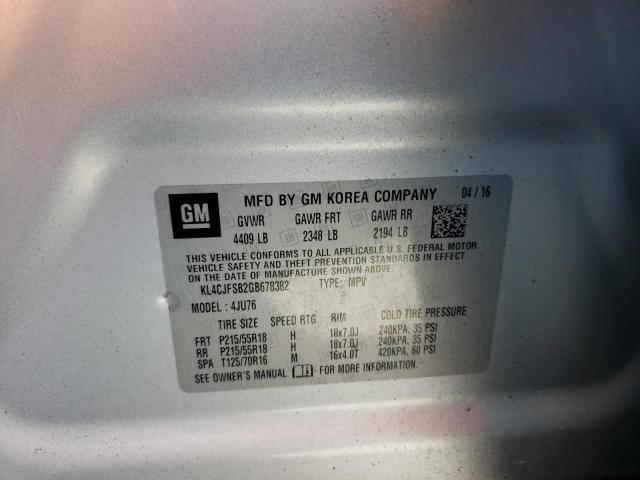 GM
MFD BY GM KOREA COMPANY 04 / 16
GVWR GAWR FRT GAWR RR
4409 LB 2348 LB 2194 LB
THIS VEHICLE CONFORMS TO ALL APPLICABLE U.S. FEDERAL MOTOR
VEHICLE SAFETY, BUMPER, AND THEFT PREVENTION STANDARDS IN
EFFECT ON THE DATE OF MANUFACTURE SHOWN ABOVE.
KL4CJFSB2GB678382 TYPE: MPV
MODEL : 4JU76
TIRE SIZE SPEED RTG RIM COLD TIRE PRESSURE
FRT P215/55R18 H 18x7.0J 240KPA, 35 PSI
RR P215/55R18 H 18x7.0J 240KPA, 35 PSI
SPA T125/70R16 M 16x4.0T 420KPA, 60 PSI
SEE OWNER'S MANUAL FOR MORE INFORMATION.